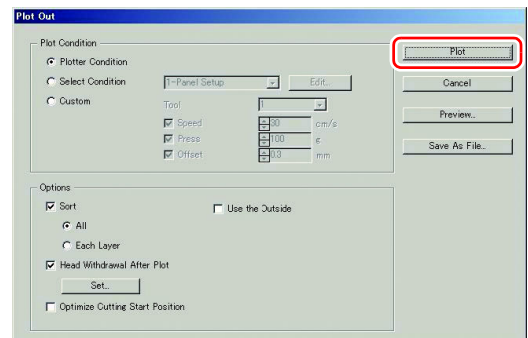 Plot Out
Plot Condition
Plotter Condition
Select Condition 1-Panel Setup Edit..
Custom Tool 1
Speed 30 cm/s
Press 100 g
Offset 0.3 mm
Plot
Cancel
Preview...
Save As File...
Options
Sort Use the Outside
All
Each Layer
Head Withdrawal After Plot
Set...
Optimize Cutting Start Position